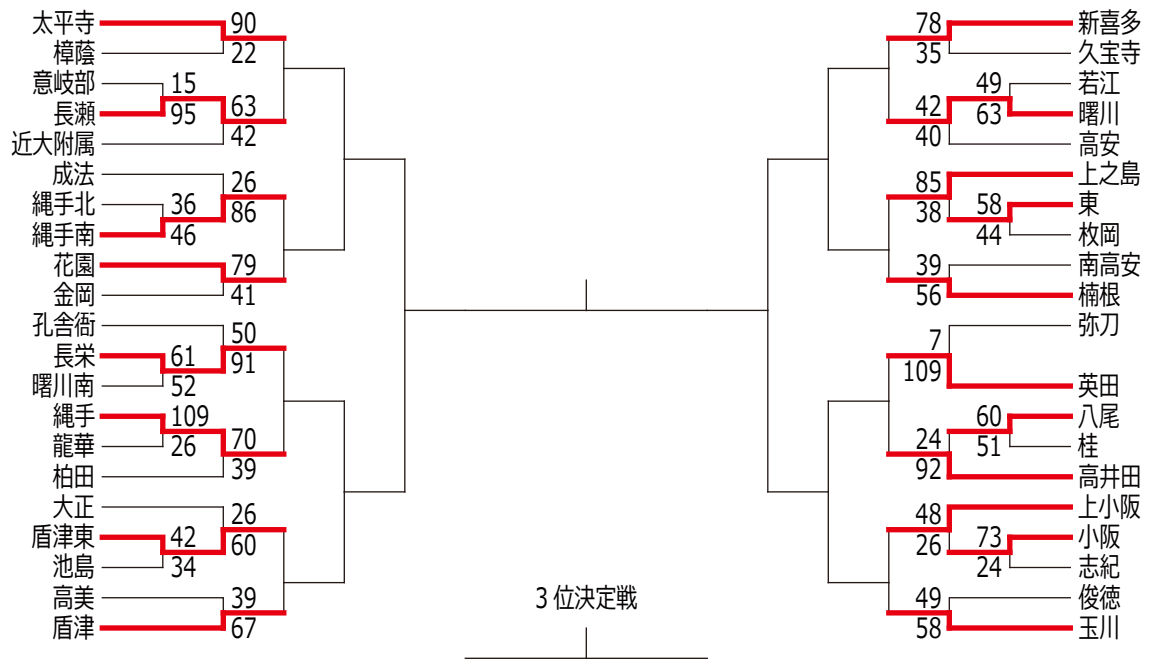 太平寺
90
樟蔭
22
意岐部
15
長瀬
95
63
近大附属
42
成法
26
縄手北
36
86
縄手南
46
花園
79
金岡
41
孔舎衙
50
長栄
61
91
曙川南
52
縄手
109
龍華
26
70
柏田
39
大正
26
盾津東
42
60
池島
34
高美
39
盾津
67
新喜多
78
久宝寺
35
若江
49
曙川
63
42
高安
40
上之島
85
東
58
38
枚岡
44
南高安
39
楠根
56
弥刀
7
英田
109
八尾
60
桂
51
24
高井田
92
上小阪
48
小阪
73
26
志紀
24
俊徳
49
玉川
58
3位決定戦